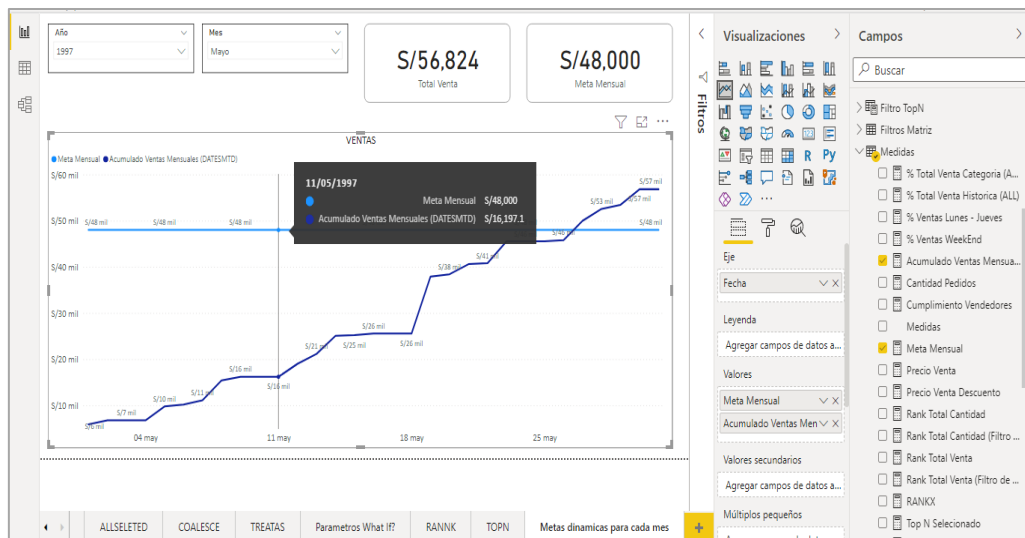 Año
1997
Mes
Mayo
S/56,824
Total Venta
S/48,000
Meta Mensual
VENTAS
Meta Mensual
Acumulado Ventas Mensuales (DATESMTD)
S/60 mil
S/50 mil
S/40 mil
S/30 mil
S/20 mil
S/10 mil
S/48 mil
S/48 mil
S/48 mil
S/48 mil
11/05/1997
Meta Mensual S/48,000
Acumulado Ventas Mensuales (DATESMTD) S/16,197.1
S/6 mil
S/7 mil
S/10 mil
S/11 mil
S/16 mil
S/16 mil
S/21 mil
S/25 mil
S/26 mil
S/26 mil
S/38 mil
S/41 mil
S/46 mil
S/53 mil
S/57 mil
S/57 mil
04 may
11 may
18 may
25 may
ALLSELETED
COALESCE
TREATAS
Parametros What If?
RANNK
TOPN
Metas dinamicas para cada mes
+
Filtros
Visualizaciones
R
Py
123
Eje
Fecha
Leyenda
Agregar campos de datos a...
Valores
Meta Mensual
Acumulado Ventas Men
Valores secundarios
Agregar campos de datos a...
Múltiplos pequeños
Campos
Buscar
Filtro TopN
Filtros Matriz
Medidas
% Total Venta Categoria (A...
% Total Venta Historica (ALL)
% Ventas Lunes - Jueves
% Ventas WeekEnd
Acumulado Ventas Mensua...
Cantidad Pedidos
Cumplimiento Vendedores
Medidas
Meta Mensual
Precio Venta
Precio Venta Descuento
Rank Total Cantidad
Rank Total Cantidad (Filtro ...
Rank Total Venta
Rank Total Venta (Filtro de ...
RANKX
Top N Selecionado